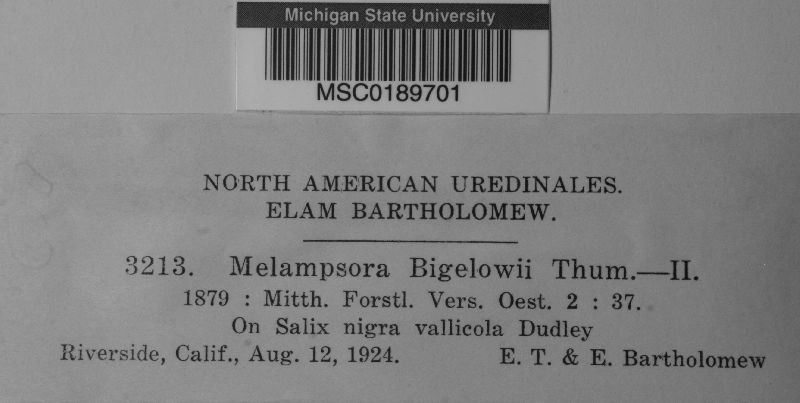 Michigan State University
MSC0189701
NORTH AMERICAN UREDINALES.
ELAM BARTHOLOMEW.
3213. Melampsora Bigelowii Thum.—II.
1879 : Mitth. Forstl. Vers. Oest. 2 : 37.
On Salix nigra vallicola Dudley
Riverside, Calif., Aug. 12, 1924. E. T. & E. Bartholomew